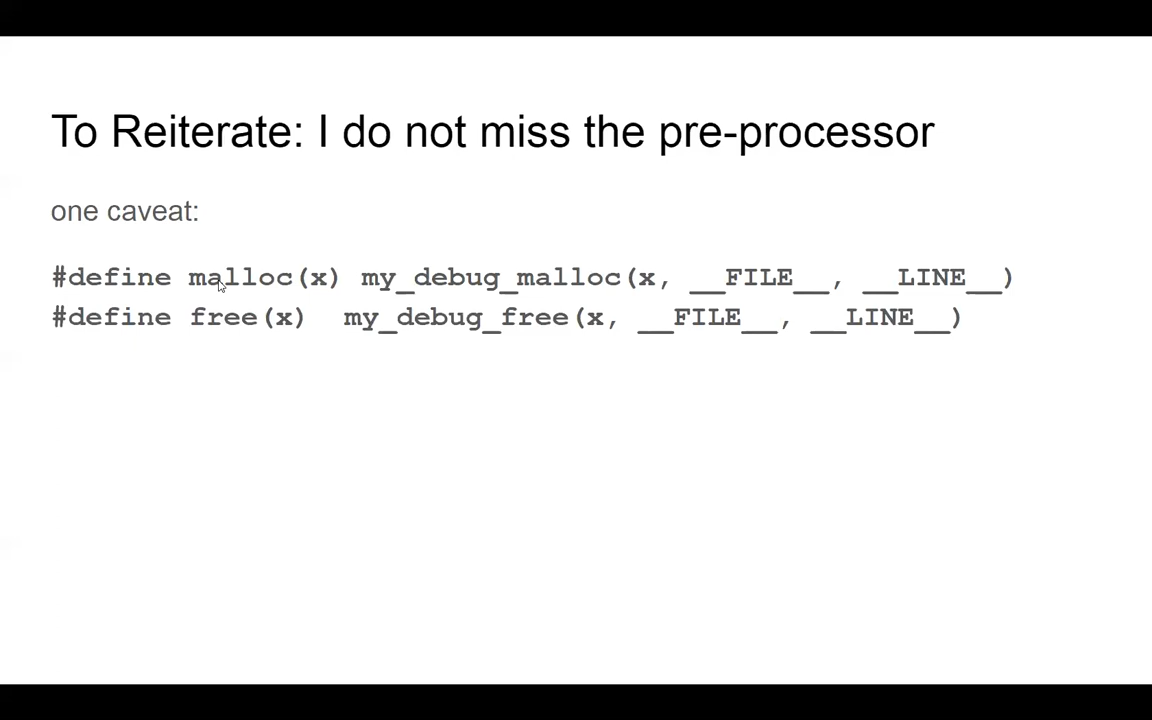 To Reiterate: I do not miss the pre-processor
one caveat:
#define malloc(x) my_debug_malloc(x, __FILE__, __LINE__)
#define free(x)  my_debug_free(x, __FILE__, __LINE__)